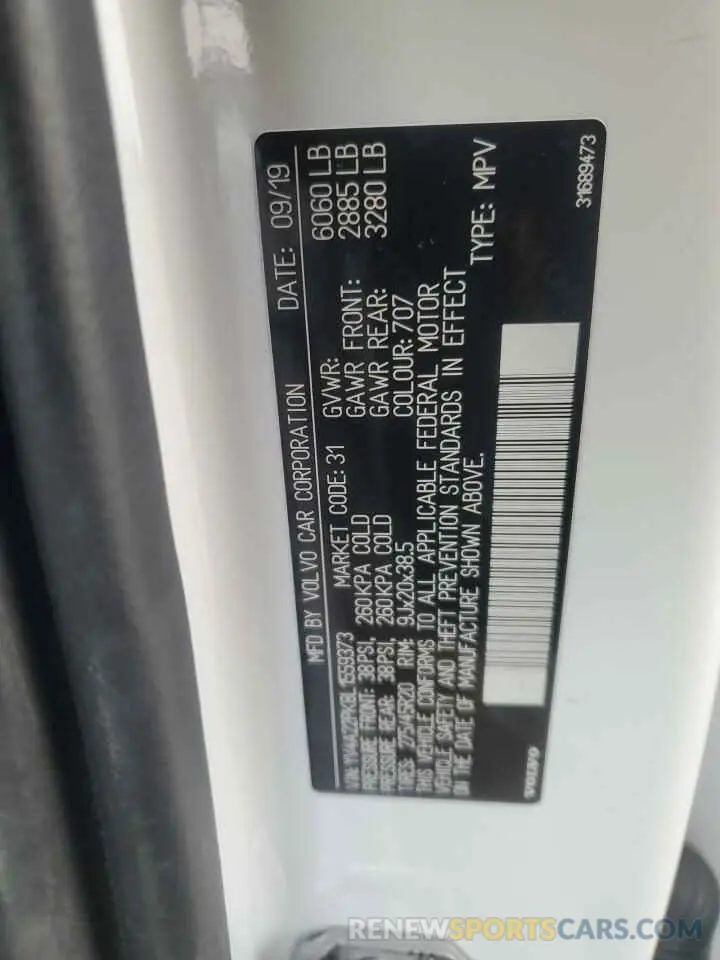 MFD BY VOLVO CAR CORPORATION DATE: 09/19
VIN: YV4A22RK3L1559373 MARKET CODE: 31 GVWR: 6060 LB
PRESSURE FRONT: 38PSI, 260KPA COLD GAWR FRONT: 2885 LB
PRESSURE REAR: 38PSI, 260KPA COLD GAWR REAR: 3280 LB
TIRES: 275/45R20 RIM: 9Jx20x38.5 COLOUR: 707
THIS VEHICLE CONFORMS TO ALL APPLICABLE FEDERAL MOTOR
VEHICLE SAFETY AND THEFT PREVENTION STANDARDS IN EFFECT
ON THE DATE OF MANUFACTURE SHOWN ABOVE. TYPE: MPV
VOLVO 31689473
RENEWSPORTSCARS.COM